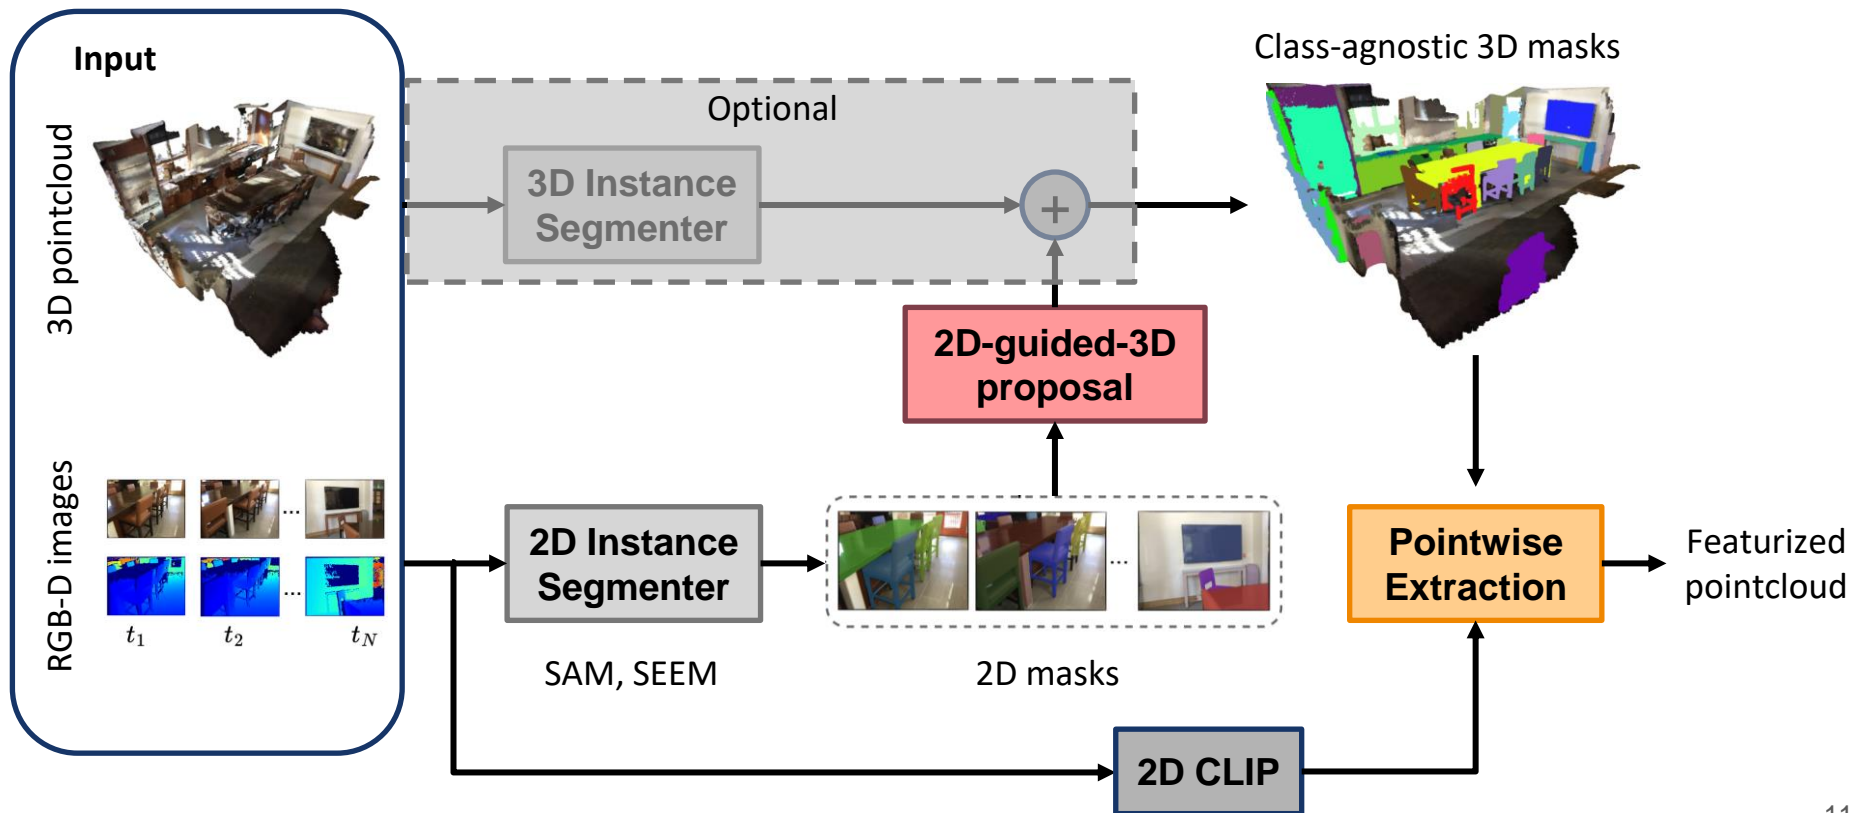 Input
3D pointcloud
RGB-D images
...
...
t1
t2
tN
Optional
3D Instance
Segmenter
+
Class-agnostic 3D masks
2D-guided-3D
proposal
2D Instance
Segmenter
SAM, SEEM
...
2D masks
2D CLIP
Pointwise
Extraction
Featurized
pointcloud
11